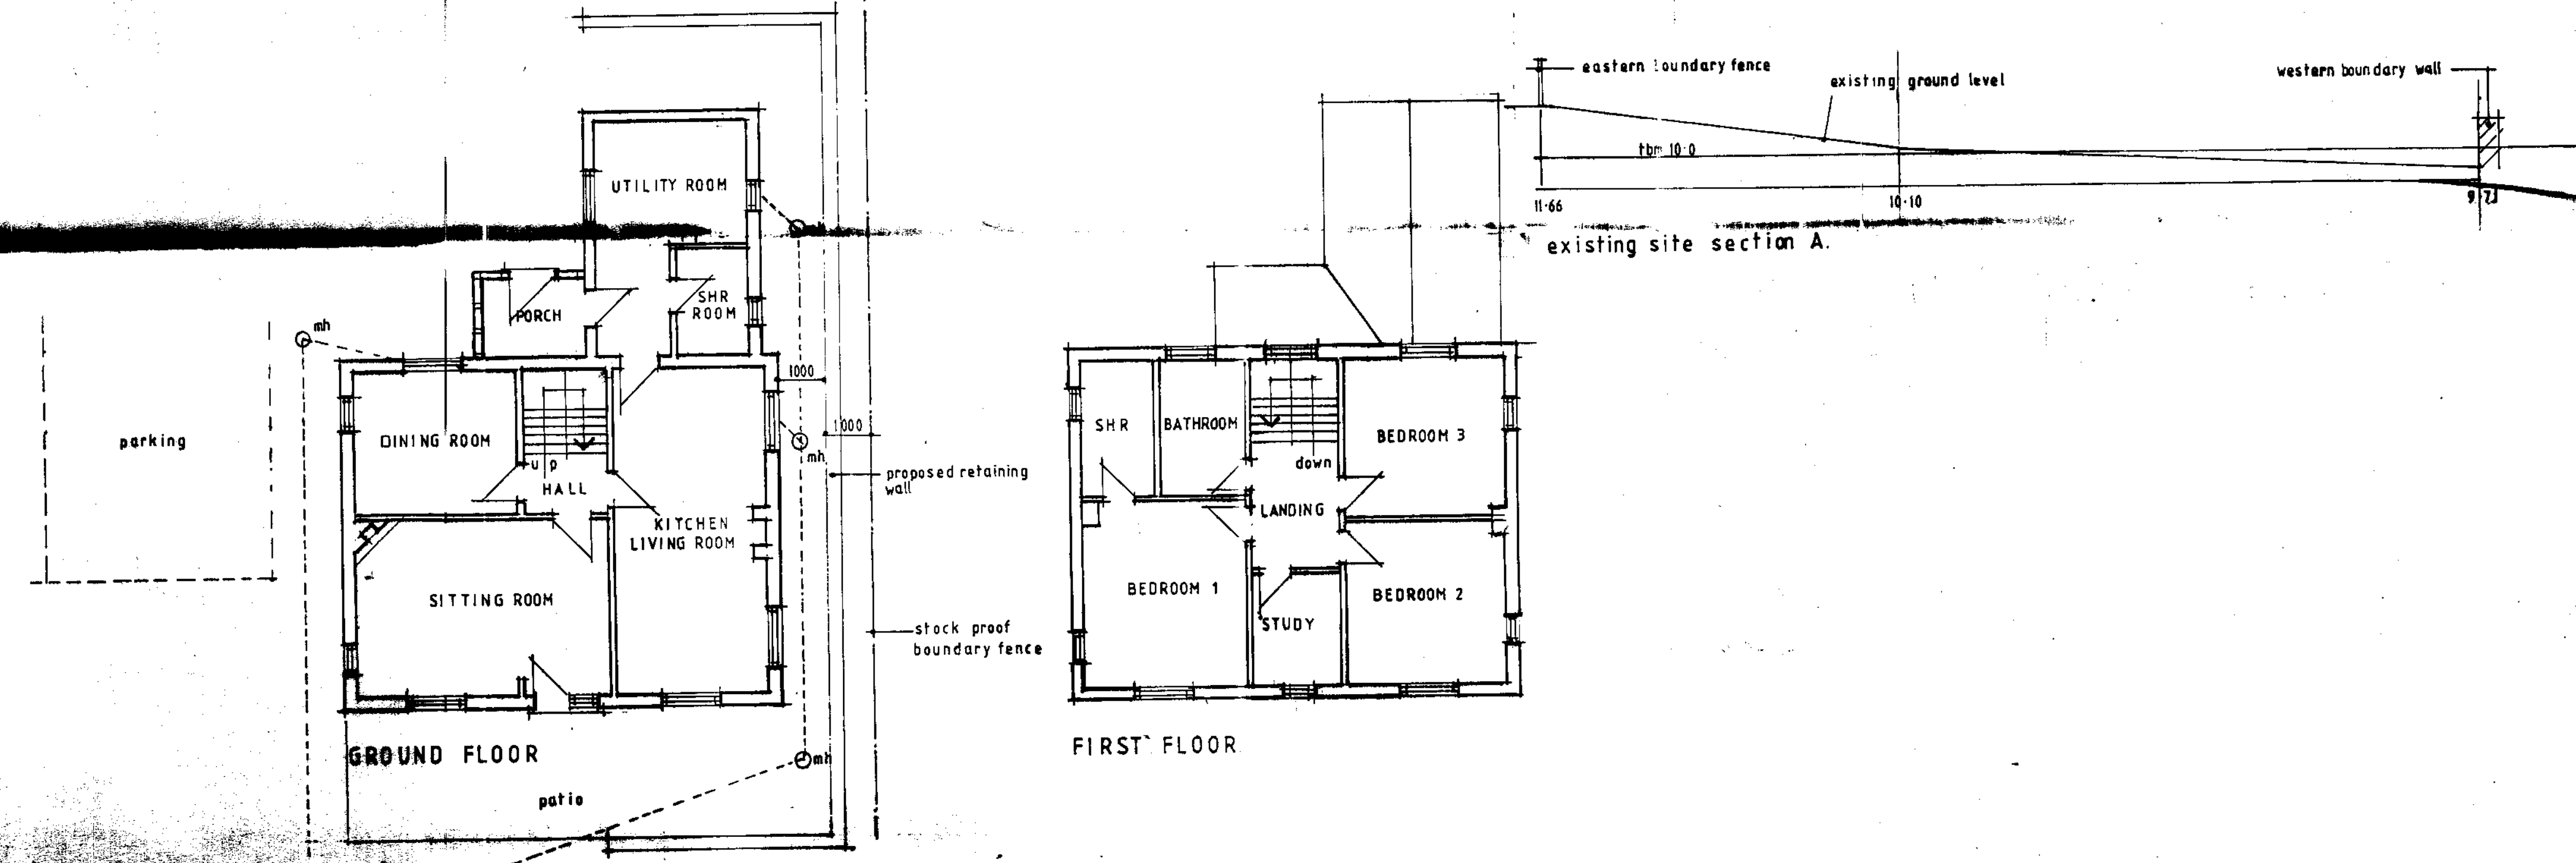 UTILITY ROOM
mh
SHR
ROOM
PORCH
mh
1000
parking
DINING ROOM
1000
mh
up
HALL
proposed retaining
wall
KITCHEN
LIVING ROOM
SITTING ROOM
stock proof
boundary fence
GROUND FLOOR
mh
patio
SHR
BATHROOM
BEDROOM 3
down
LANDING
BEDROOM 1
BEDROOM 2
STUDY
FIRST FLOOR
eastern boundary fence
existing ground level
western boundary wall
tbm 10.0
11.66
10.10
existing site section A.